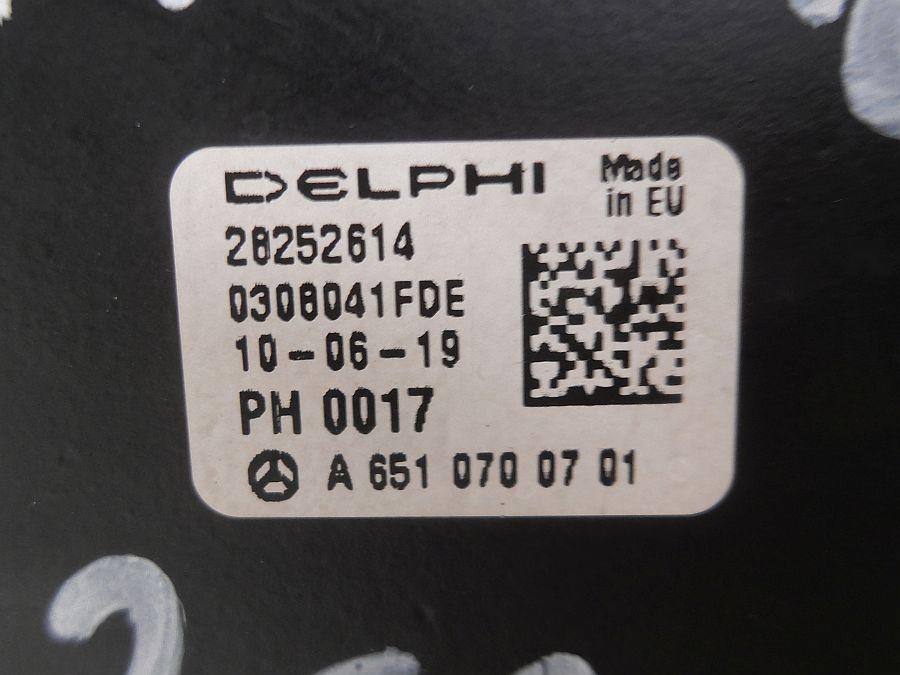 DELPHI
Made
in EU
28252614
0308041FDE
10-06-19
PH 0017
A 651 070 07 01